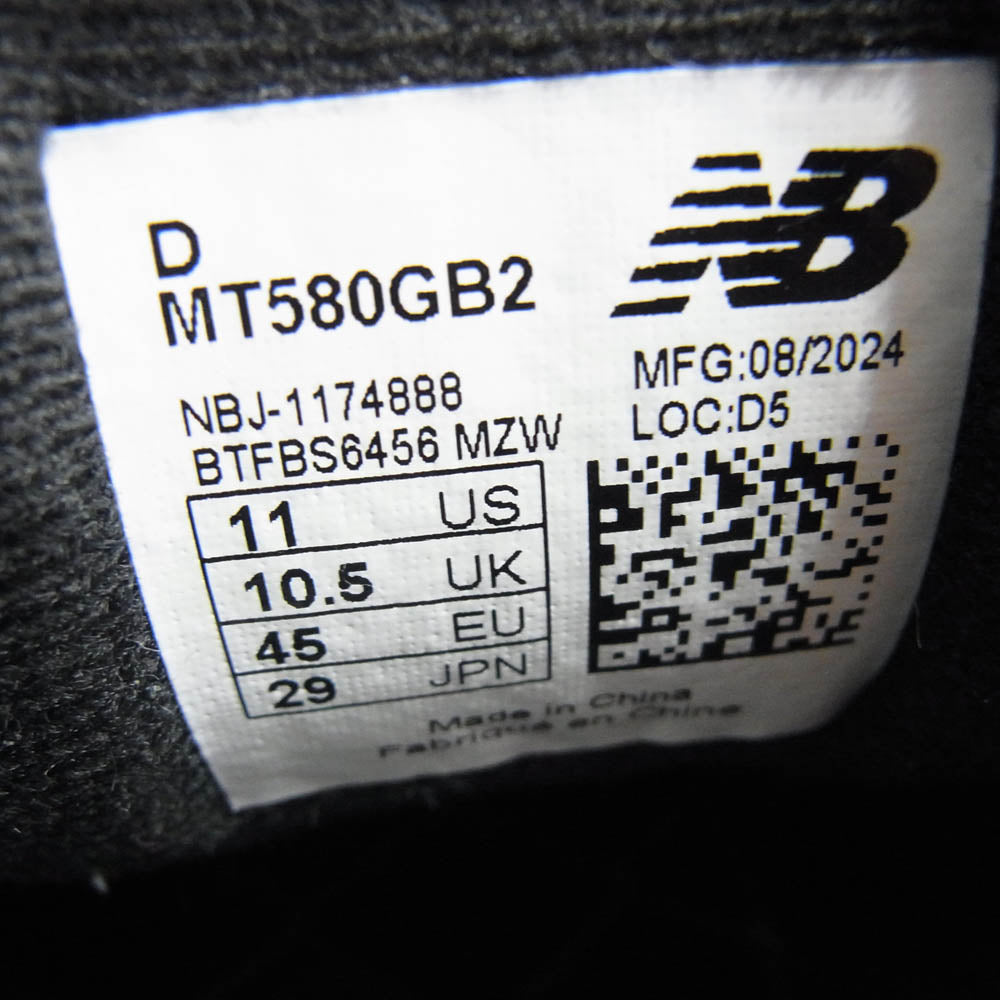 NB
D
MT580GB2
NBJ-1174888
BTFBS6456 MZW
MFG:08/2024
LOC:D5
11 US
10.5 UK
45 EU
29 JPN
Made in China
Fabriqué en Chine